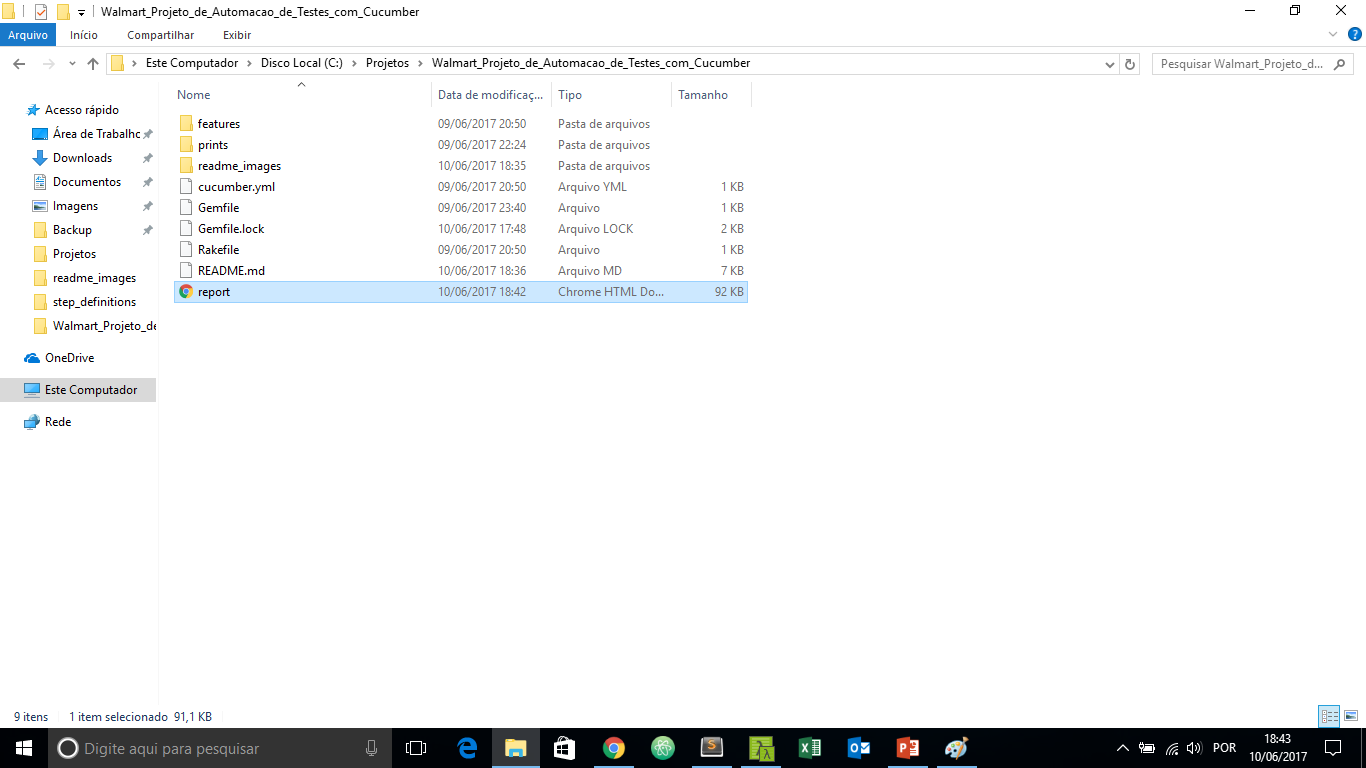 Walmart_Projeto_de_Automacao_de_Testes_com_Cucumber
Arquivo Início Compartilhar Exibir
Este Computador Disco Local (C:) Projetos Walmart_Projeto_de_Automacao_de_Testes_com_Cucumber Pesquisar Walmart_Projeto_d...
Nome Data de modificaç... Tipo Tamanho
Acesso rápido
Área de Trabalho
Downloads
Documentos
Imagens
Backup
Projetos
readme_images
step_definitions
Walmart_Projeto_de
OneDrive
Este Computador
Rede
features 09/06/2017 20:50 Pasta de arquivos
prints 09/06/2017 22:24 Pasta de arquivos
readme_images 10/06/2017 18:35 Pasta de arquivos
cucumber.yml 09/06/2017 20:50 Arquivo YML 1 KB
Gemfile 09/06/2017 23:40 Arquivo 1 KB
Gemfile.lock 10/06/2017 17:48 Arquivo LOCK 2 KB
Rakefile 09/06/2017 20:50 Arquivo 1 KB
README.md 10/06/2017 18:36 Arquivo MD 7 KB
report 10/06/2017 18:42 Chrome HTML Do... 92 KB
9 itens 1 item selecionado 91,1 KB
Digite aqui para pesquisar
POR
18:43
10/06/2017